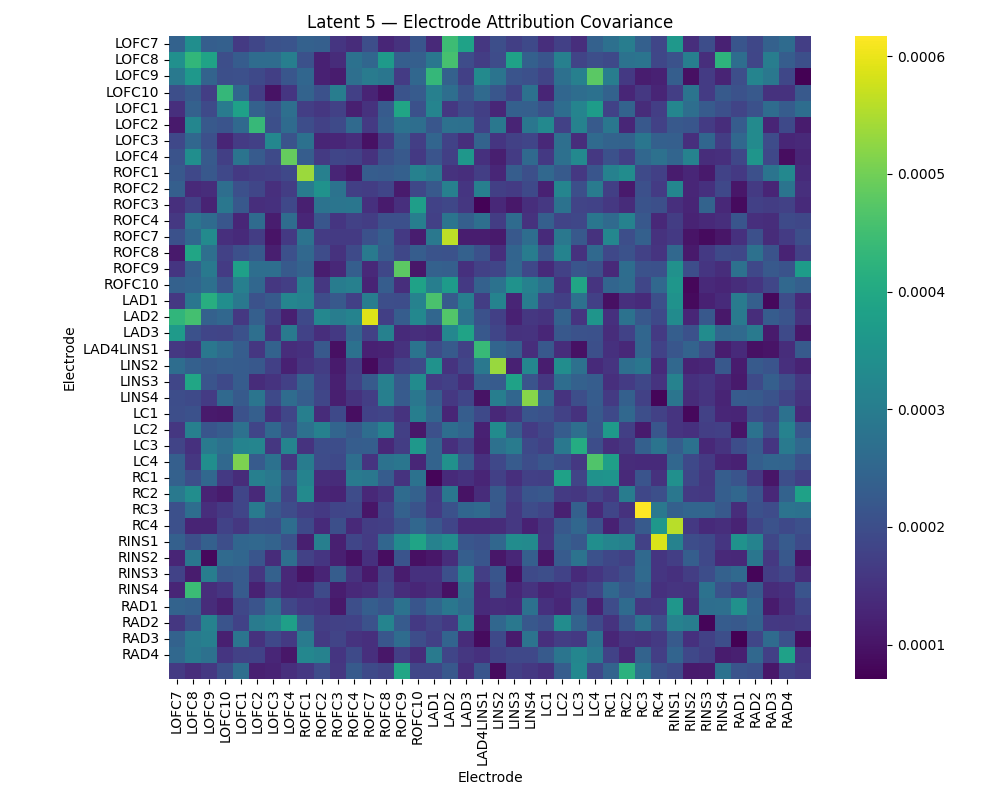 Latent 5 — Electrode Attribution Covariance
LOFC7
LOFC8
LOFC9
LOFC10
LOFC1
LOFC2
LOFC3
LOFC4
ROFC1
ROFC2
ROFC3
ROFC4
ROFC7
ROFC8
ROFC9
ROFC10
LAD1
LAD2
LAD3
LAD4LINS1
LINS2
LINS3
LINS4
LC1
LC2
LC3
LC4
RC1
RC2
RC3
RC4
RINS1
RINS2
RINS3
RINS4
RAD1
RAD2
RAD3
RAD4
Electrode
LOFC7
LOFC8
LOFC9
LOFC10
LOFC1
LOFC2
LOFC3
LOFC4
ROFC1
ROFC2
ROFC3
ROFC4
ROFC7
ROFC8
ROFC9
ROFC10
LAD1
LAD2
LAD3
LAD4LINS1
LINS2
LINS3
LINS4
LC1
LC2
LC3
LC4
RC1
RC2
RC3
RC4
RINS1
RINS2
RINS3
RINS4
RAD1
RAD2
RAD3
RAD4
Electrode
0.0006
0.0005
0.0004
0.0003
0.0002
0.0001